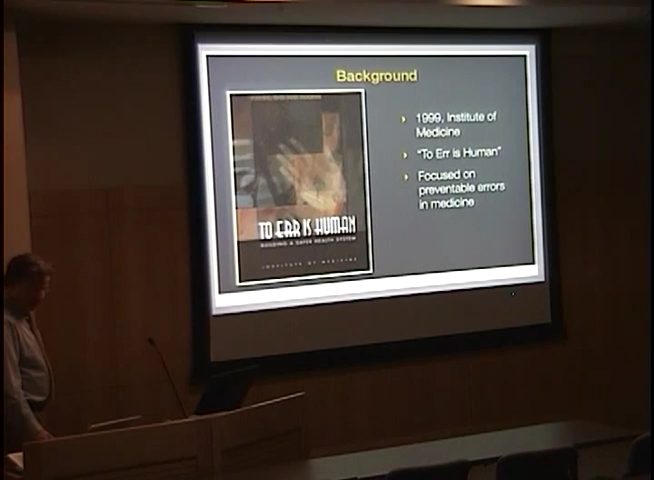 Background
1999, Institute of
Medicine
"To Err is Human"
Focused on
preventable errors
in medicine
TO ERR IS HUMAN
BUILDING A SAFER HEALTH SYSTEM
INSTITUTE OF MEDICINE